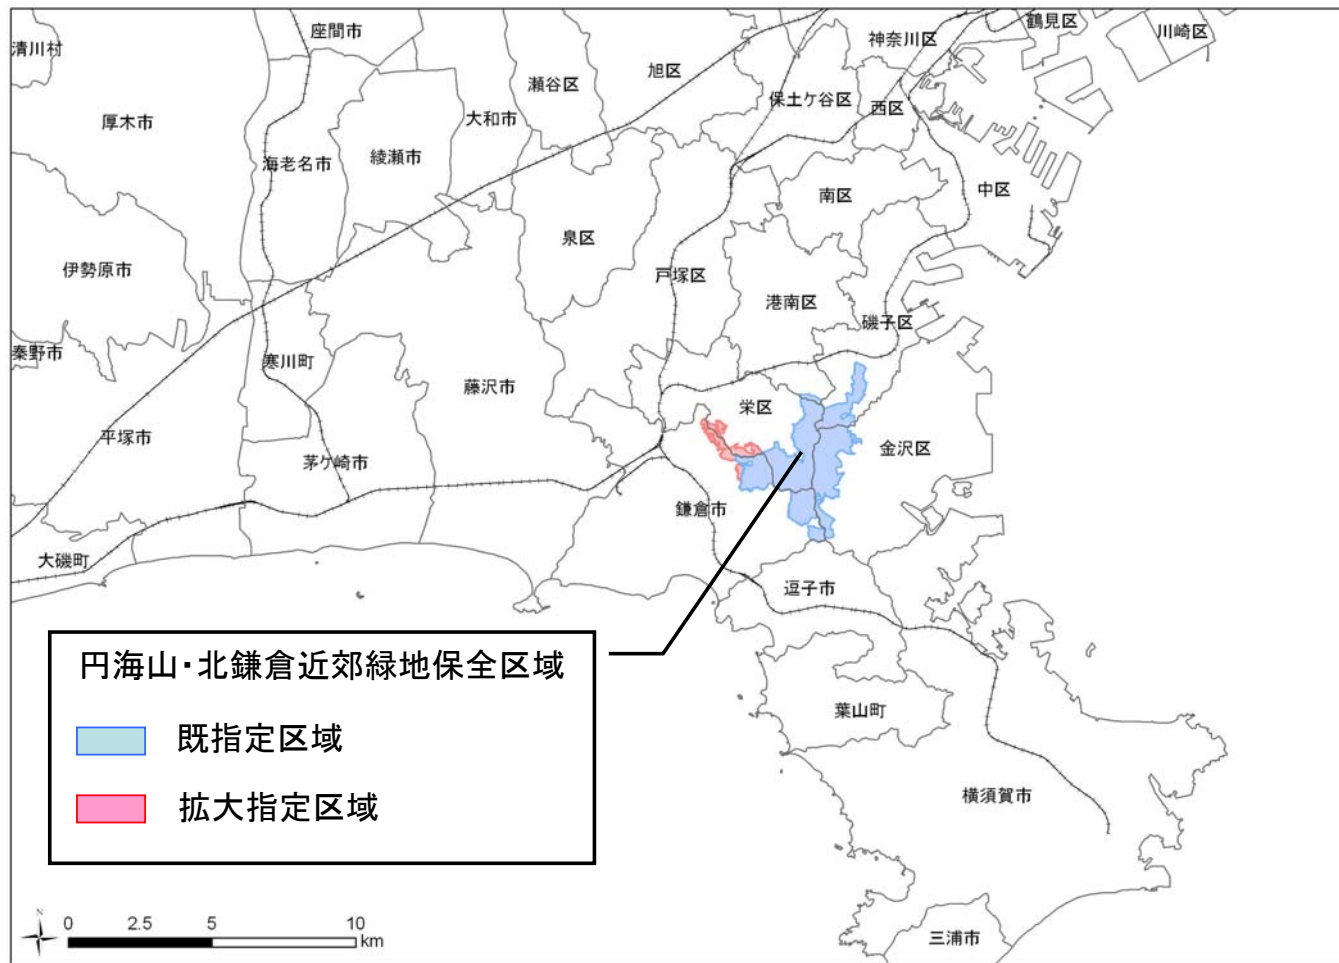 清川村
座間市
瀬谷区
旭区
神奈川区
鶴見区
川崎区
厚木市
海老名市
綾瀬市
大和市
保土ケ谷区
西区
南区
中区
伊勢原市
泉区
戸塚区
港南区
磯子区
秦野市
寒川町
藤沢市
栄区
金沢区
平塚市
茅ケ崎市
鎌倉市
大磯町
逗子市
葉山町
横須賀市
三浦市
円海山・北鎌倉近郊緑地保全区域
既指定区域
拡大指定区域
N
0 2.5 5 10
km